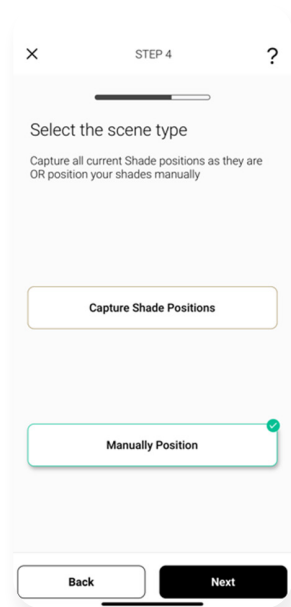 STEP 4
?
Select the scene type
Capture all current Shade positions as they are
OR position your shades manually
Capture Shade Positions
Manually Position
Back
Next